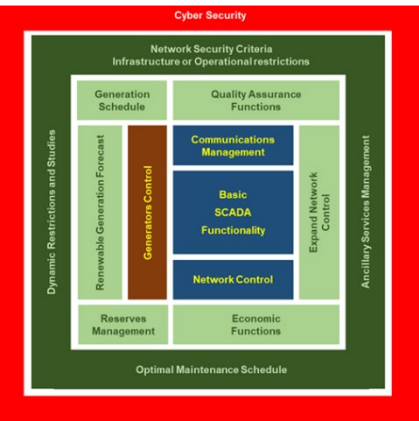 Cyber Security
Network Security Criteria
Infrastructure or Operational restrictions
Dynamic Restrictions and Studies
Generation
Schedule
Quality Assurance
Functions
Renewable Generation Forecast
Generators Control
Communications
Management
Basic
SCADA
Functionality
Network Control
Expand Network
Control
Ancillary Services Management
Reserves
Management
Economic
Functions
Optimal Maintenance Schedule